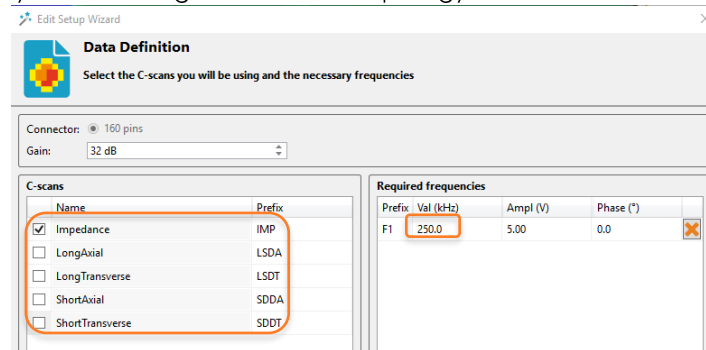 Edit Setup Wizard
Data Definition
Select the C-scans you will be using and the necessary frequencies
Connector: 160 pins
Gain: 32 dB
C-scans
Name Prefix
Impedance IMP
LongAxial LSDA
LongTransverse LSDT
ShortAxial SDDA
ShortTransverse SDDT
Required frequencies
Prefix Val (kHz) Ampl (V) Phase (°)
F1 250.0 5.00 0.0